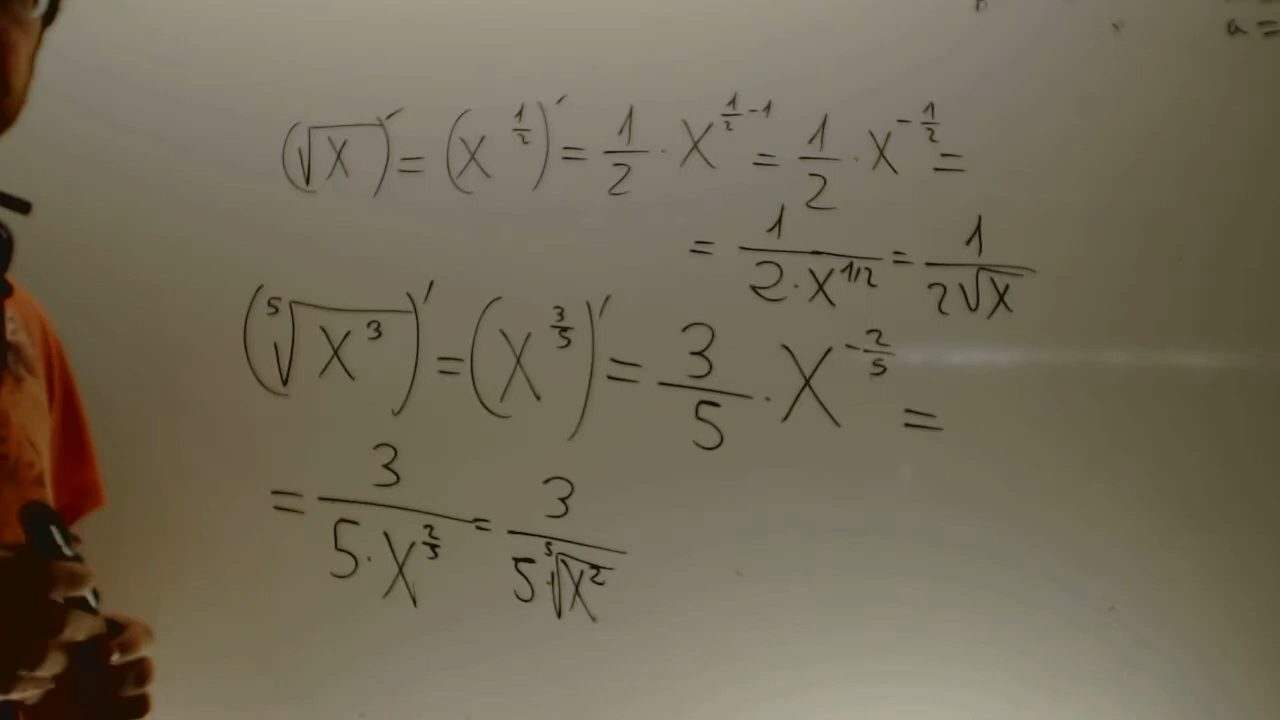 a =
(√x)' = (x^{1/2})' = 1/2 · x^{1/2 - 1} = 1/2 · x^{-1/2} =
= 1/(2·x^{1/2}) = 1/(2√x)
(⁵√x³)' = (x^{3/5})' = 3/5 · x^{-2/5} =
= 3/(5·x^{2/5}) = 3/(5 ⁵√x²)